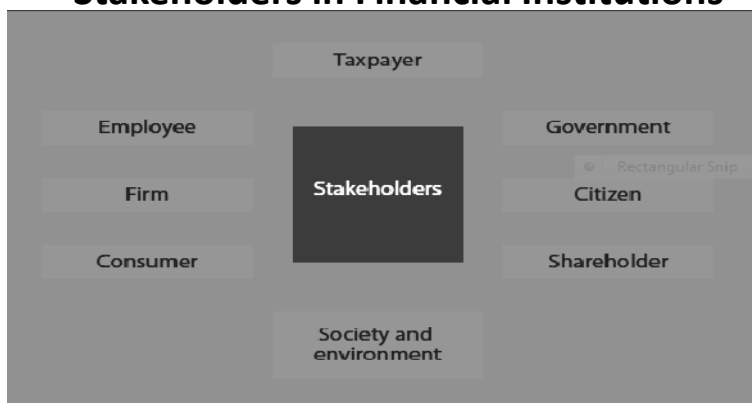 Stakeholders in Financial Institutions
Taxpayer
Employee
Government
Rectangular Snip
Firm
Stakeholders
Citizen
Consumer
Shareholder
Society and
environment